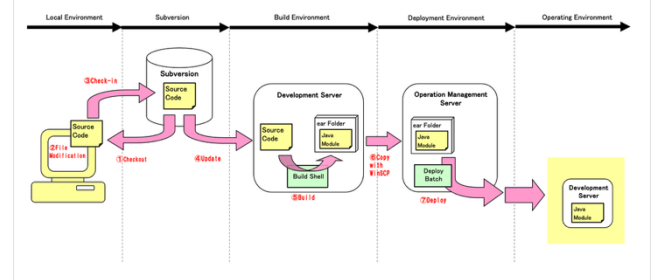 Local Environment
Subversion
Build Environment
Deployment Environment
Operating Environment
Subversion
Source
Code
③Check-in
Source
Code
②File
Modification
①Checkout
④Update
Development Server
Source
Code
ear Folder
Java
Module
Build Shell
⑤Build
⑥Copy
with
WinSCP
Operation Management
Server
ear Folder
Java
Module
Deploy
Batch
⑦Deploy
Development
Server
Java
Module